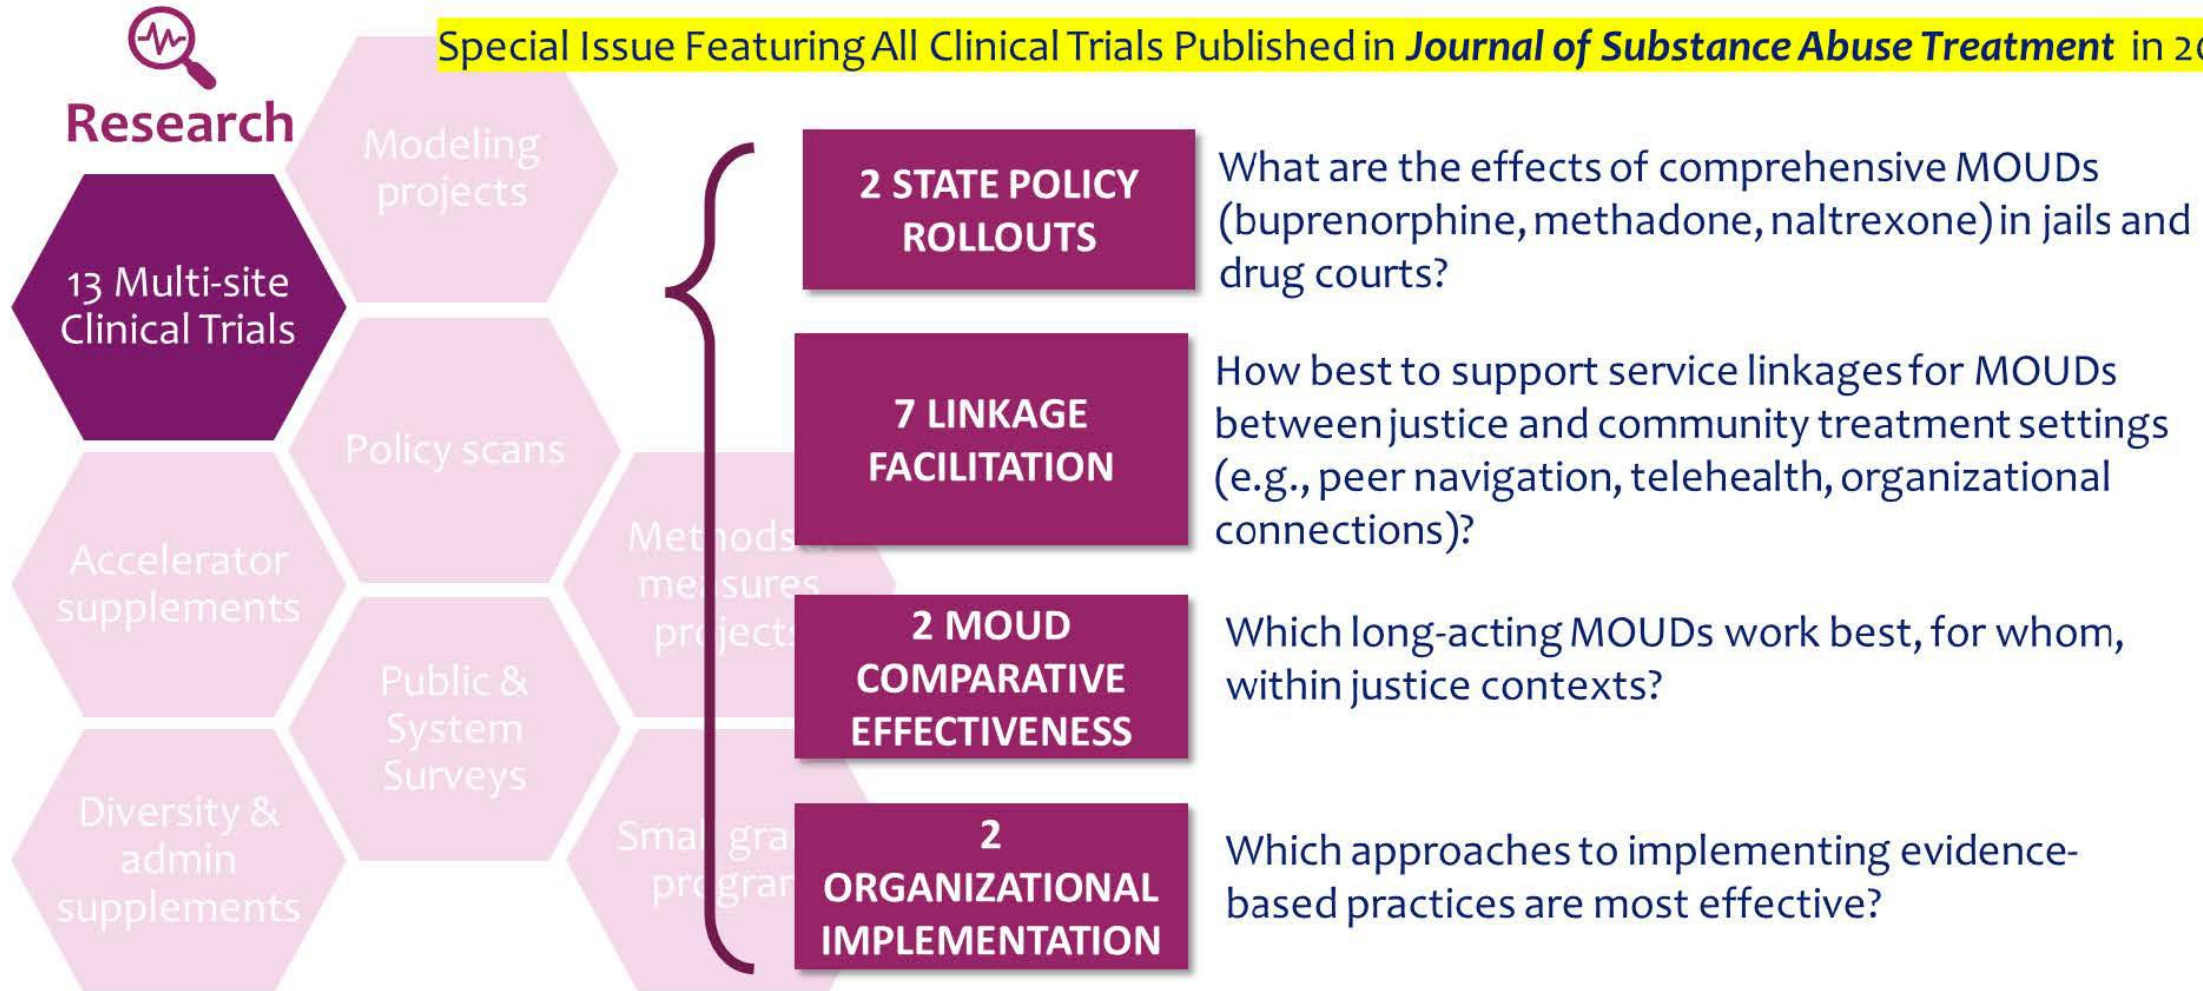 Special Issue Featuring All Clinical Trials Published in Journal of Substance Abuse Treatment in
Research
13 Multi-site
Clinical Trials
Modeling
projects
Policy scans
Accelerator
supplements
Methods
measures
projects
Public &
System
Surveys
Diversity &
admin
supplements
Small
2 STATE POLICY
ROLLOUTS
What are the effects of comprehensive MOUDs
(buprenorphine, methadone, naltrexone) in jails and
drug courts?
7 LINKAGE
FACILITATION
How best to support service linkages for MOUDs
between justice and community treatment settings
(e.g., peer navigation, telehealth, organizational
connections)?
2 MOUD
COMPARATIVE
EFFECTIVENESS
Which long-acting MOUDs work best, for whom,
within justice contexts?
2
ORGANIZATIONAL
IMPLEMENTATION
Which approaches to implementing evidence-
based practices are most effective?